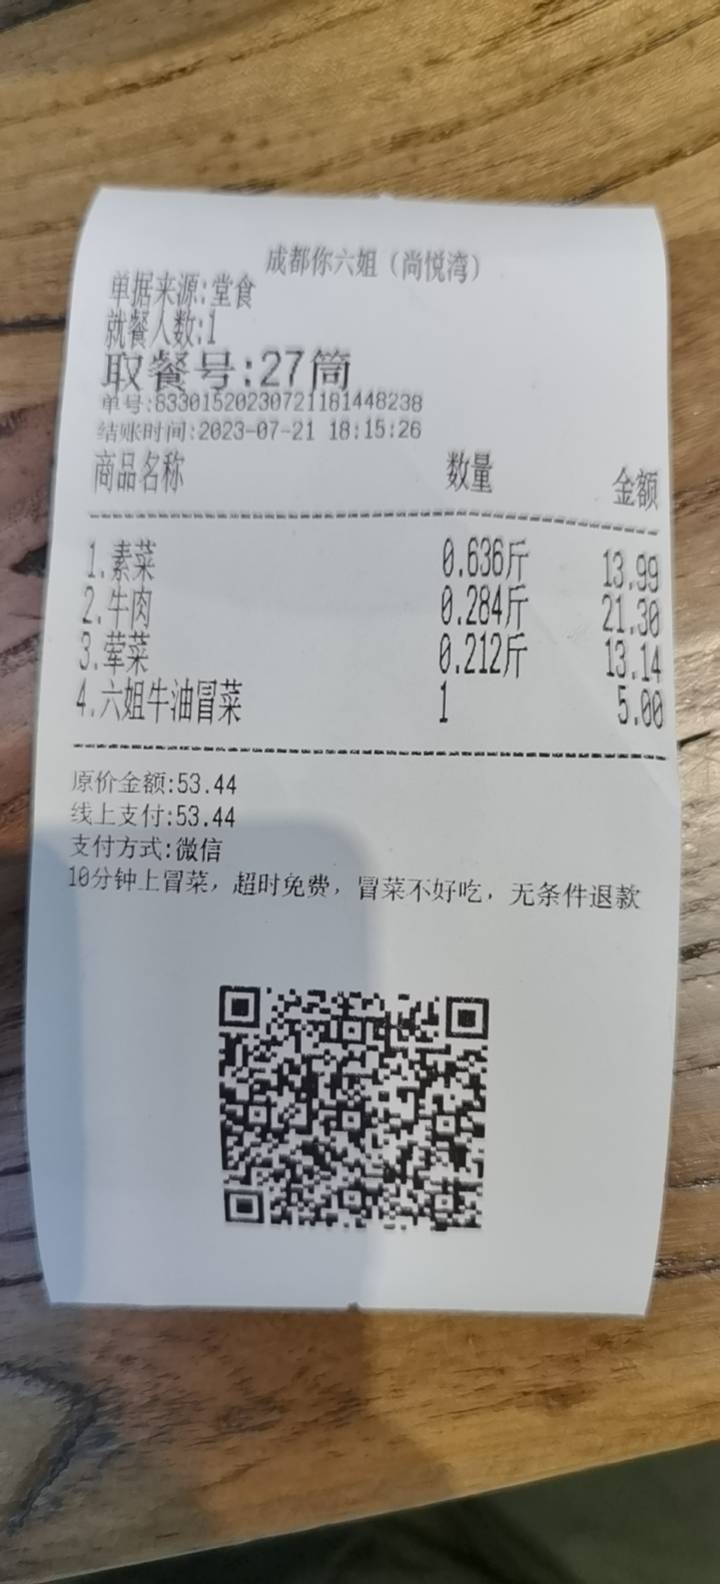 成都你六姐（尚悦湾）
单据来源:堂食
就餐人数:1
取餐号:27筒
单号:833015202307211814​48238
结账时间:2023-07-21 18:15:26
商品名称 数量 金额
1.素菜 0.636斤 13.99
2.牛肉 0.284斤 21.30
3.荤菜 0.212斤 13.14
4.六姐牛油冒菜 1 5.00
原价金额:53.44
线上支付:53.44
支付方式:微信
10分钟上冒菜，超时免费，冒菜不好吃，无条件退款